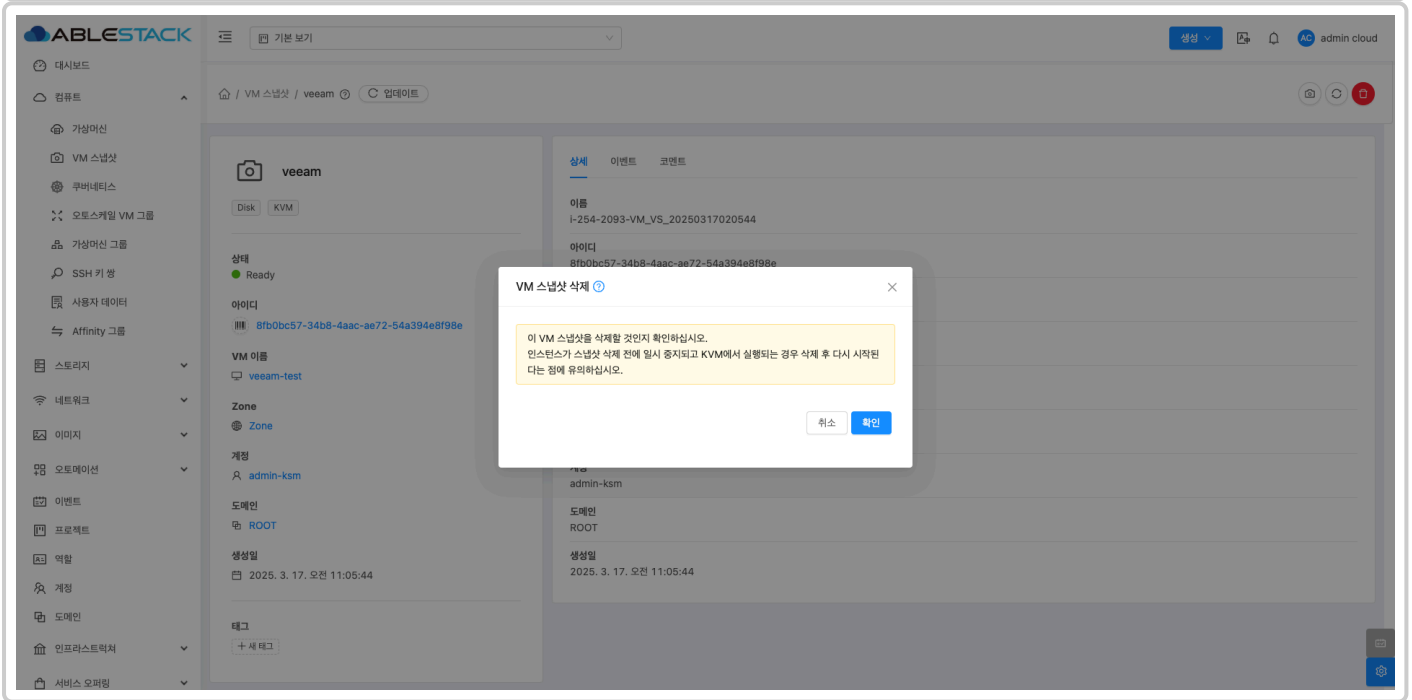 ABLESTACK
기본 보기
생성
AC
admin cloud
대시보드
컴퓨트
가상머신
VM 스냅샷
쿠버네티스
오토스케일 VM 그룹
가상머신 그룹
SSH 키 쌍
사용자 데이터
Affinity 그룹
스토리지
네트워크
이미지
오토메이션
이벤트
프로젝트
역할
계정
도메인
인프라스트럭쳐
서비스 오퍼링
/ VM 스냅샷 / veeam
업데이트
veeam
Disk
KVM
상태
Ready
아이디
8fb0bc57-34b8-4aac-ae72-54a394e8f98e
VM 이름
veeam-test
Zone
Zone
계정
admin-ksm
도메인
ROOT
생성일
2025. 3. 17. 오전 11:05:44
태그
+ 새 태그
상세
이벤트
코멘트
이름
i-254-2093-VM_VS_20250317020544
아이디
8fb0bc57-34b8-4aac-ae72-54a394e8f98e
VM 스냅샷 삭제
이 VM 스냅샷을 삭제할 것인지 확인하십시오.
인스턴스가 스냅샷 삭제 전에 일시 중지되고 KVM에서 실행되는 경우 삭제 후 다시 시작된
다는 점에 유의하십시오.
취소
확인
계정
admin-ksm
도메인
ROOT
생성일
2025. 3. 17. 오전 11:05:44